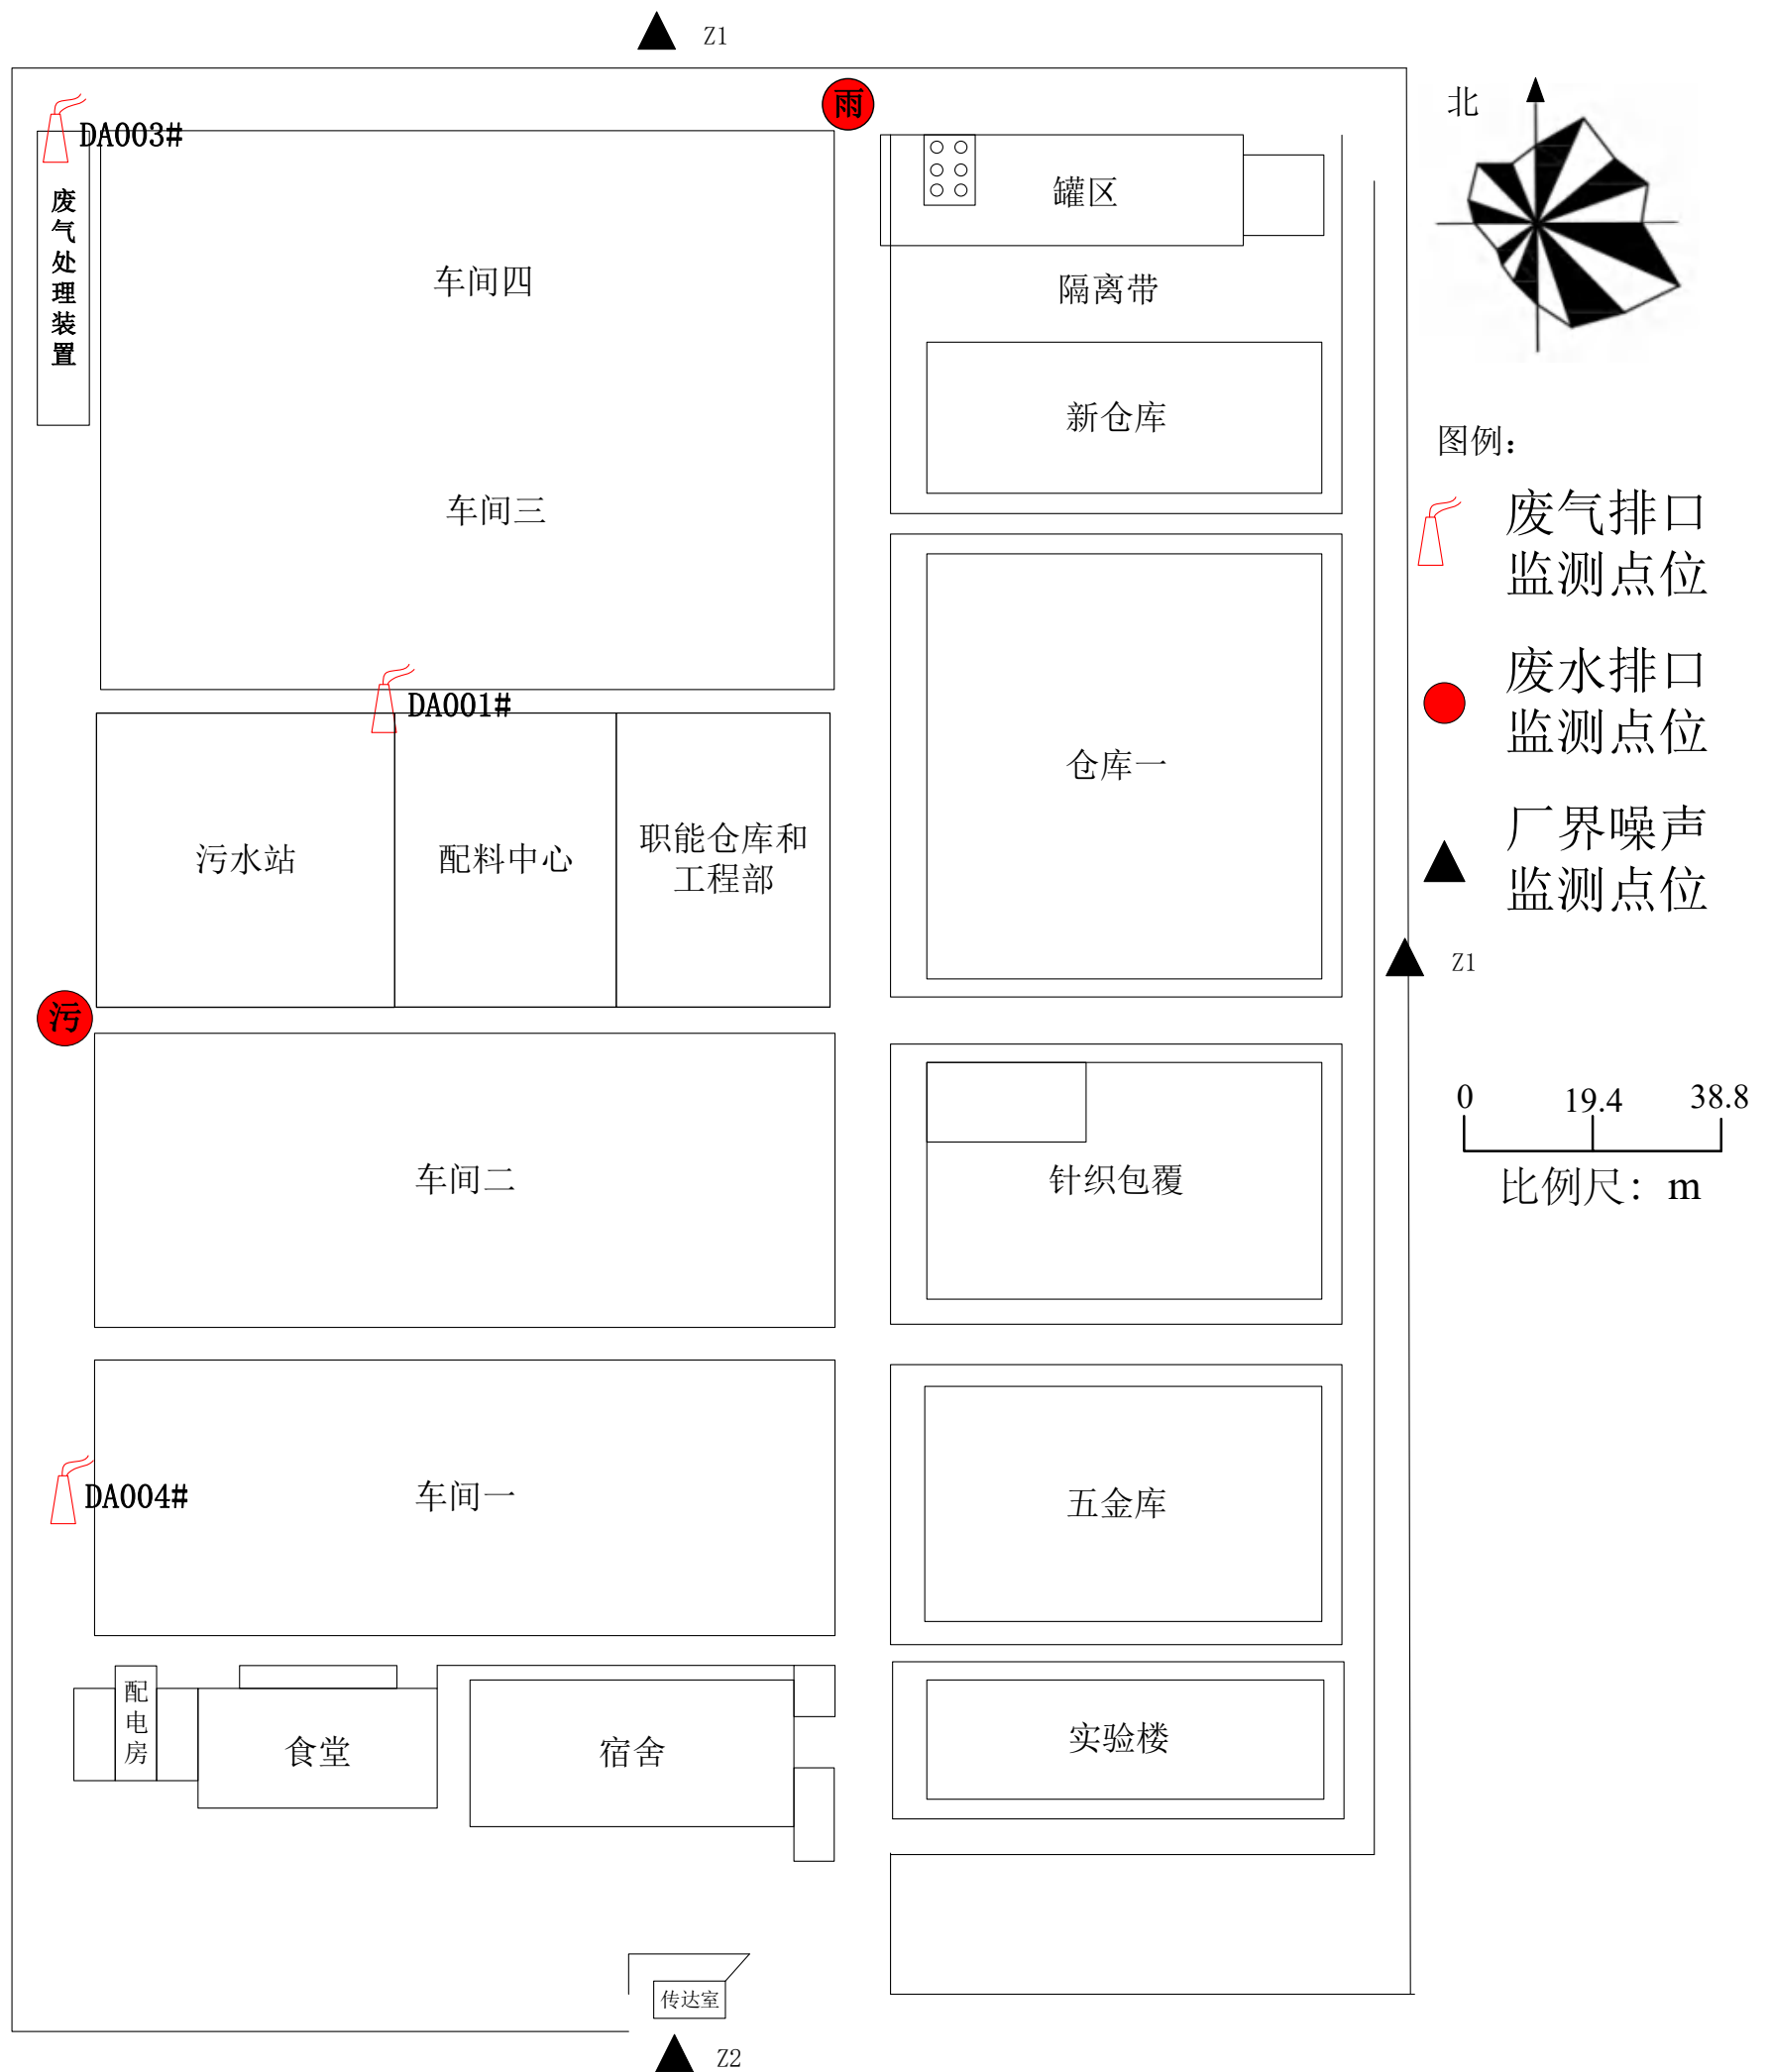 Z1
雨
北
DA003#
废气处理装置
罐区
车间四
隔离带
新仓库
图例：
车间三
废气排口
监测点位
DA001#
废水排口
监测点位
仓库一
污水站
配料中心
职能仓库和
工程部
厂界噪声
监测点位
Z1
污
0
19.4
38.8
比例尺：m
车间二
针织包覆
DA004#
车间一
五金库
配电房
食堂
宿舍
实验楼
传达室
Z2